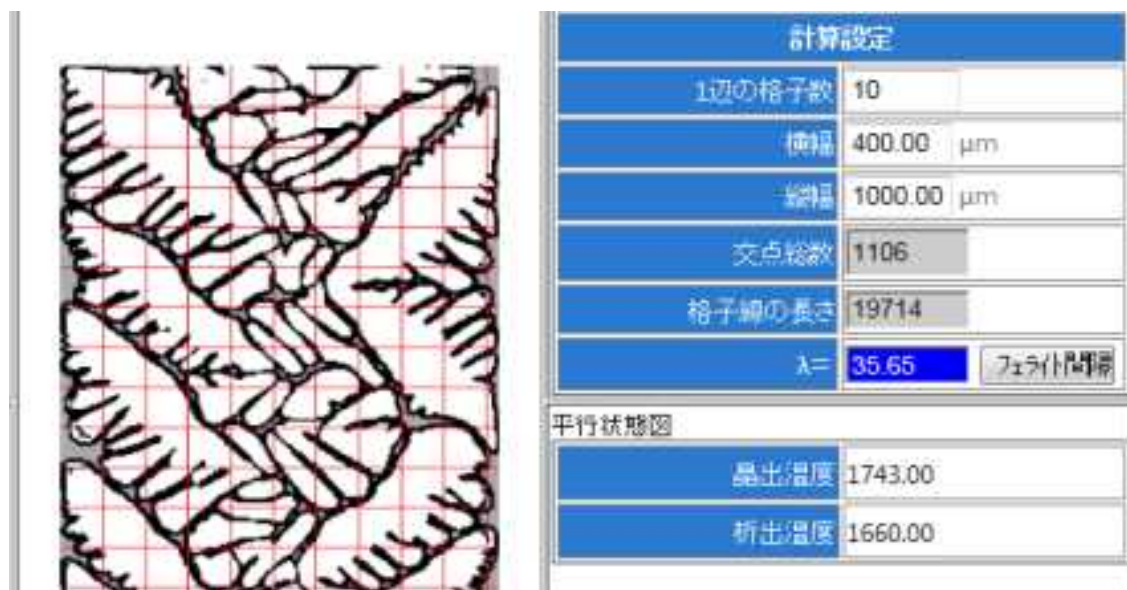 計算設定
1辺の格子数 10
横幅 400.00 μm
縦幅 1000.00 μm
交点総数 1106
格子線の長さ 19714
λ= 35.65 フェライト間隔
平行状態図
晶出温度 1743.00
析出温度 1660.00